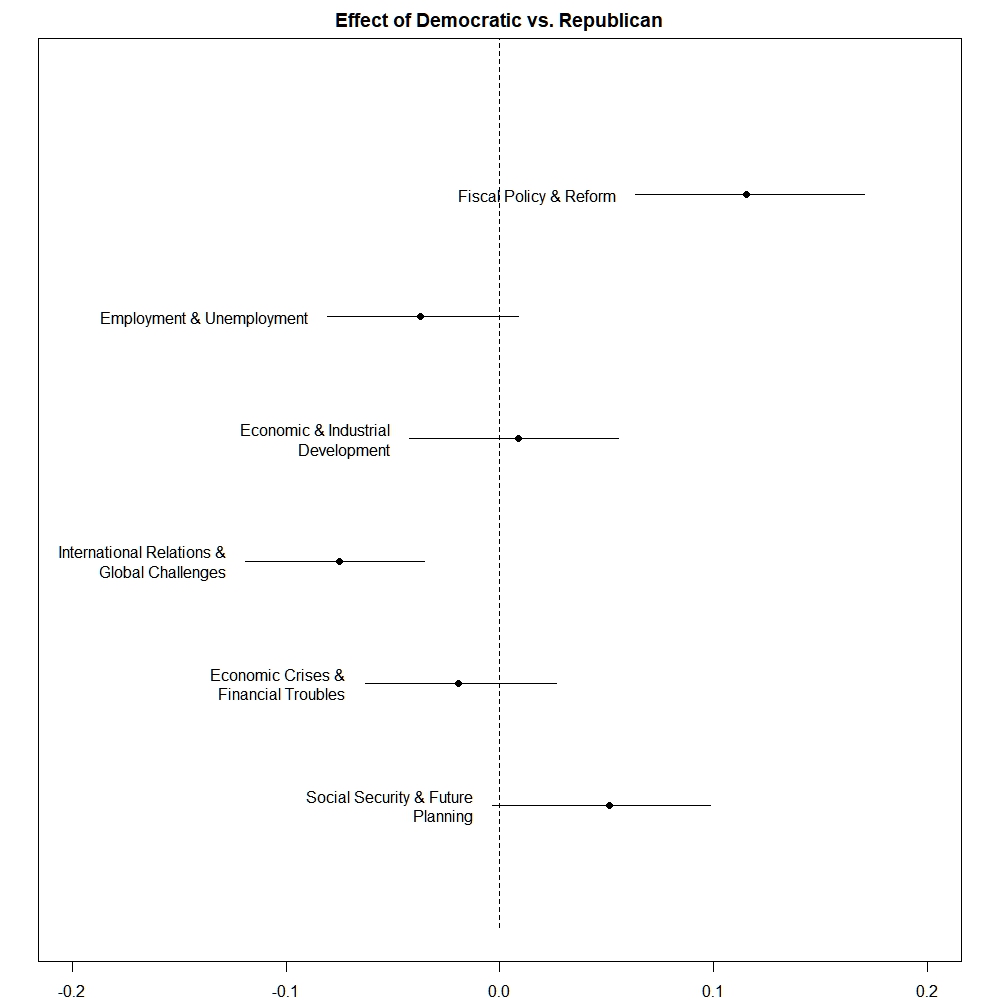 Effect of Democratic vs. Republican
Fiscal Policy & Reform
Employment & Unemployment
Economic & Industrial
Development
International Relations &
Global Challenges
Economic Crises &
Financial Troubles
Social Security & Future
Planning
-0.2 -0.1 0.0 0.1 0.2